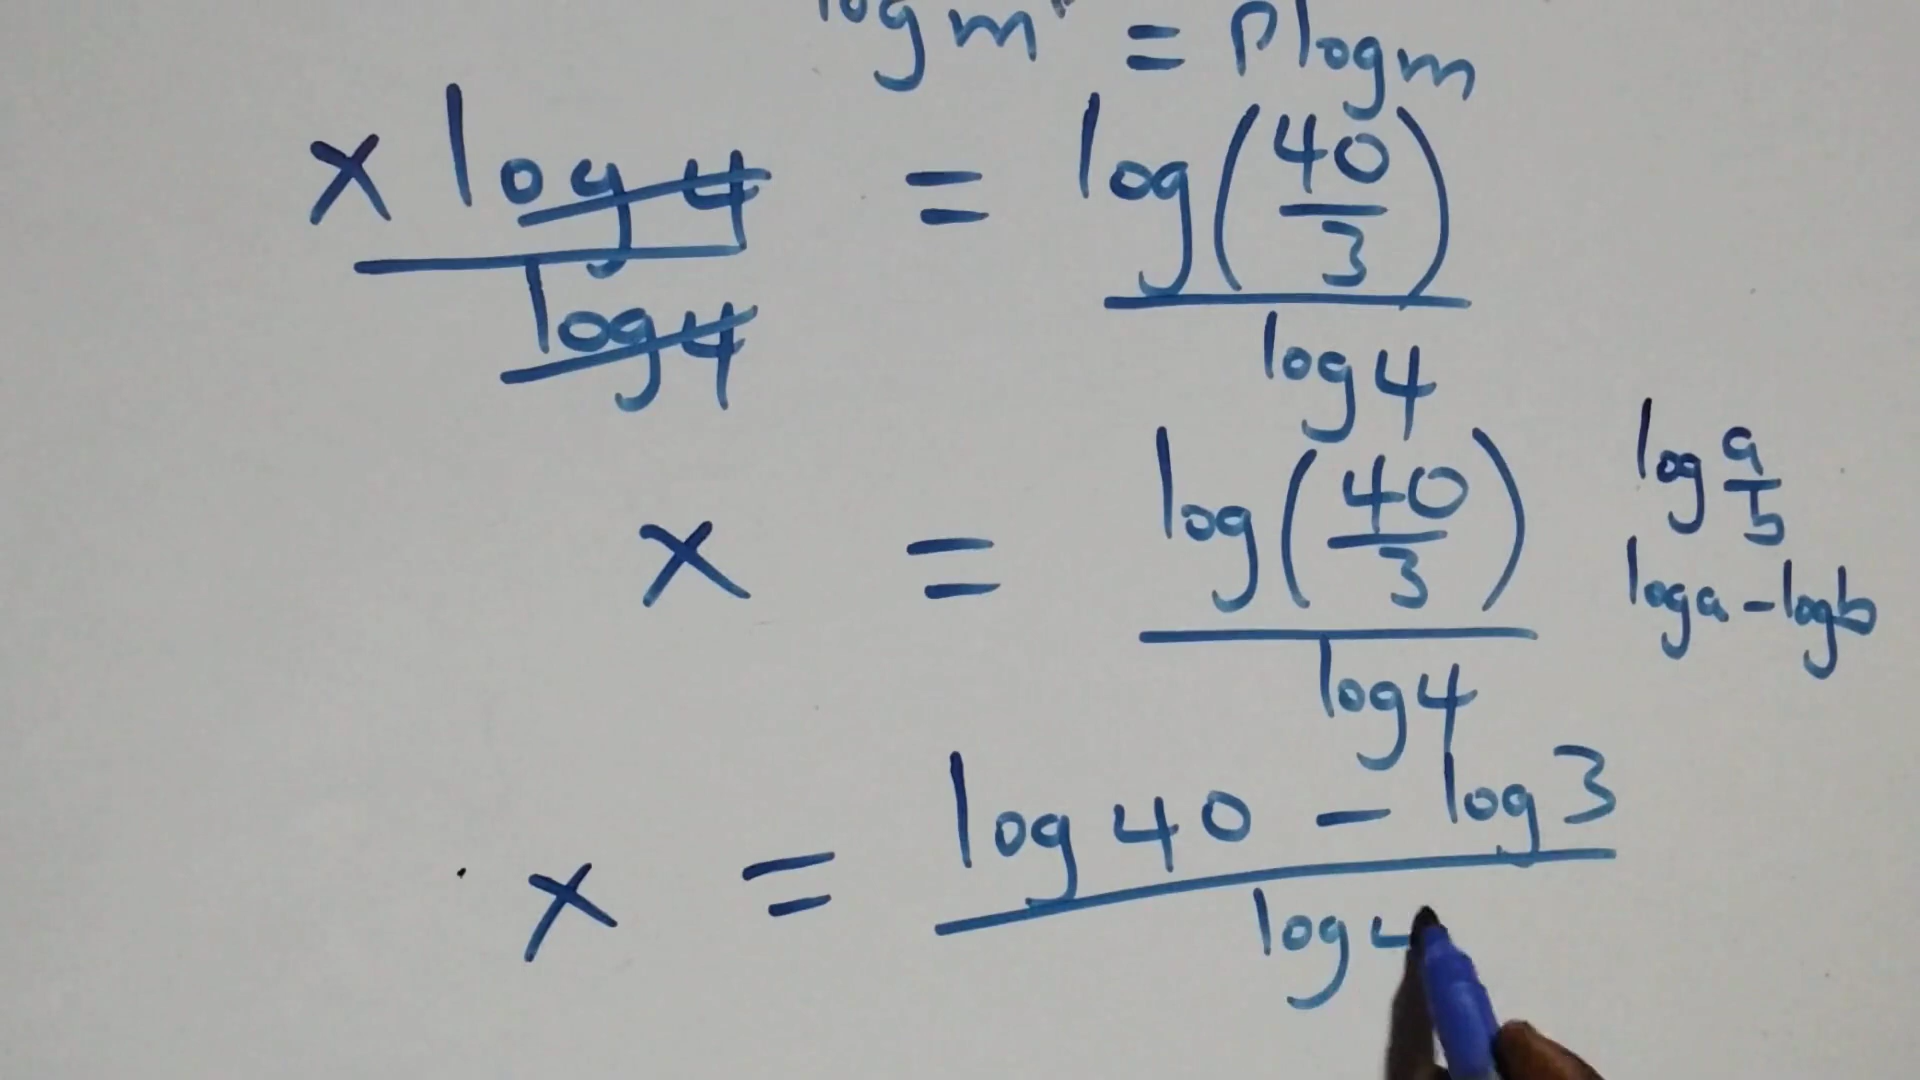 log m^p = P log m
x log 4 / log 4 = log(40/3) / log 4
x = log(40/3) / log 4
log a/b
log a - log b
x = log 40 - log 3 / log 4